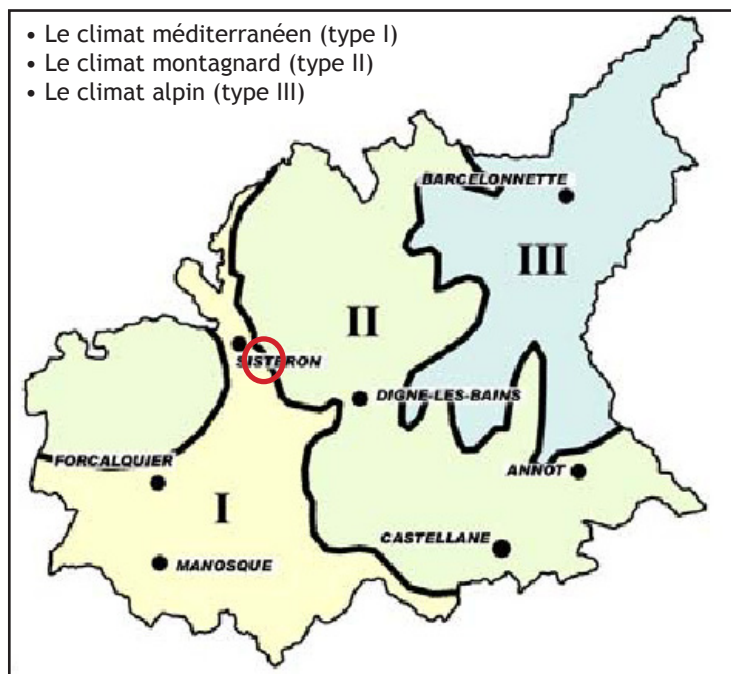 • Le climat méditerranéen (type I)
• Le climat montagnard (type II)
• Le climat alpin (type III)
BARCELONNETTE
III
II
SISTERON
DIGNE-LES-BAINS
FORCALQUIER
ANNOT
I
CASTELLANE
MANOSQUE